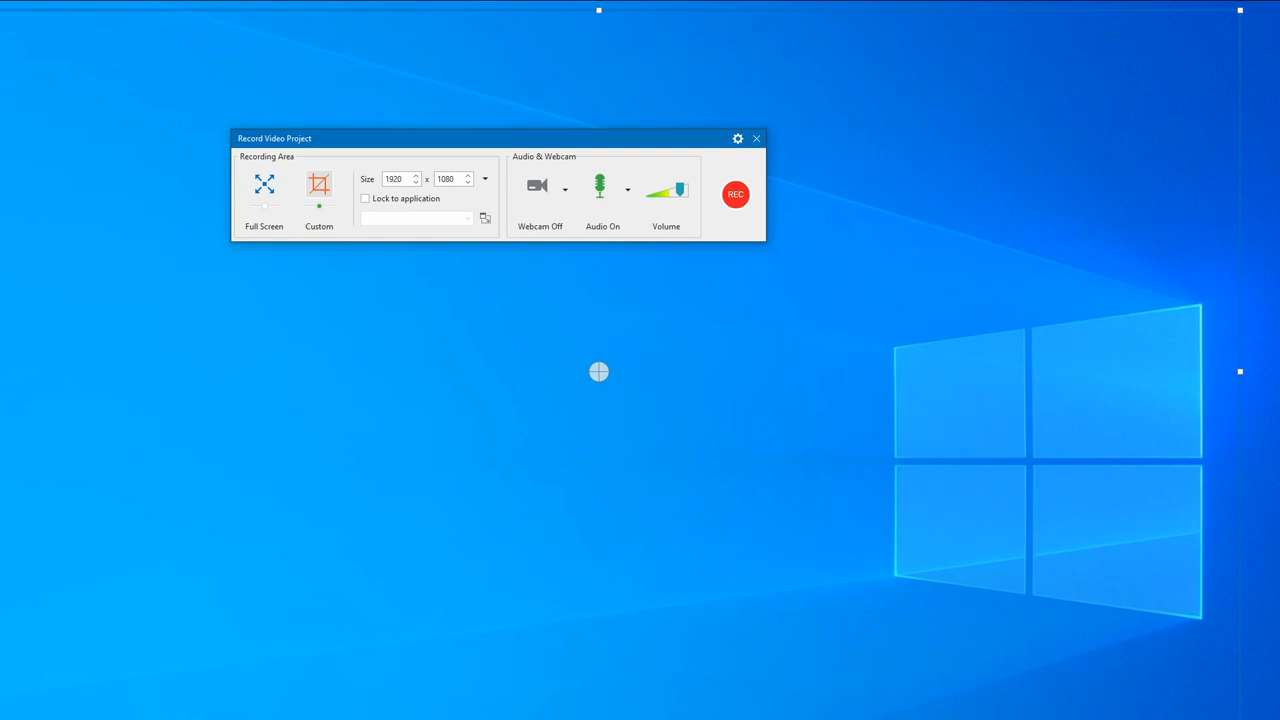 Record Video Project
Recording Area
Audio & Webcam
Size 1920 x 1080
Lock to application
REC
Full Screen Custom
Webcam Off Audio On Volume